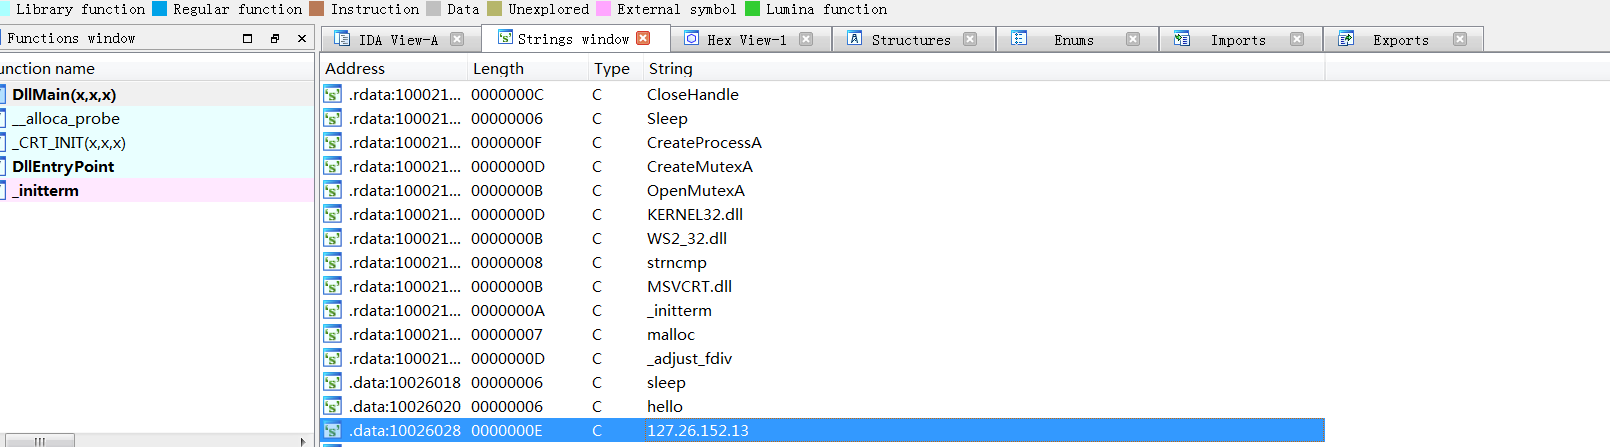 Library function Regular function Instruction Data Unexplored External symbol Lumina function
Functions window
IDA View-A Strings window Hex View-1 Structures Enums Imports Exports
unction name
Address Length Type String
DllMain(x,x,x)
__alloca_probe
_CRT_INIT(x,x,x)
DllEntryPoint
_initterm
.rdata:100021... 0000000C C CloseHandle
.rdata:100021... 00000006 C Sleep
.rdata:100021... 0000000F C CreateProcessA
.rdata:100021... 0000000D C CreateMutexA
.rdata:100021... 0000000B C OpenMutexA
.rdata:100021... 0000000D C KERNEL32.dll
.rdata:100021... 0000000B C WS2_32.dll
.rdata:100021... 00000008 C strncmp
.rdata:100021... 0000000B C MSVCRT.dll
.rdata:100021... 0000000A C _initterm
.rdata:100021... 00000007 C malloc
.rdata:100021... 0000000D C _adjust_fdiv
.data:10026018 00000006 C sleep
.data:10026020 00000006 C hello
.data:10026028 0000000E C 127.26.152.13